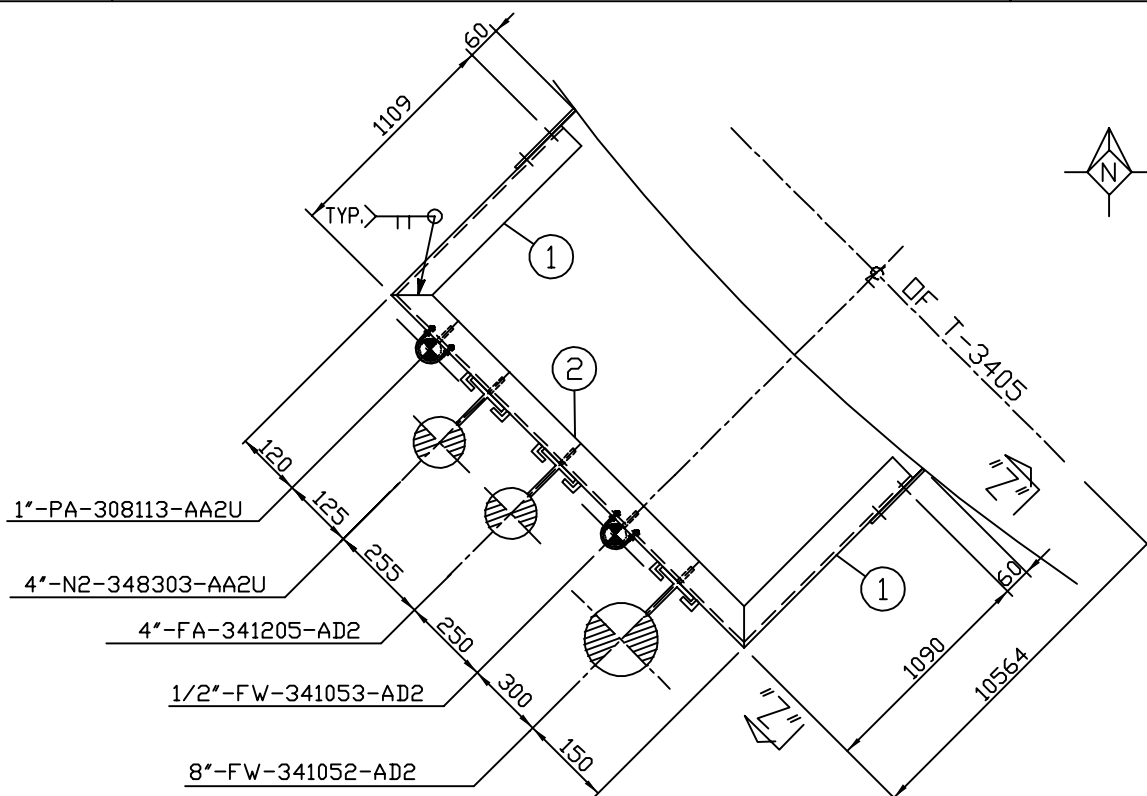 60
1109
TYP.
N
1
OF T-3405
2
"Z"
120
1"-PA-308113-AA2U
125
4"-N2-348303-AA2U
255
4"-FA-341205-AD2
250
1/2"-FW-341053-AD2
300
8"-FW-341052-AD2
150
1
60
1090
10564
"Z"